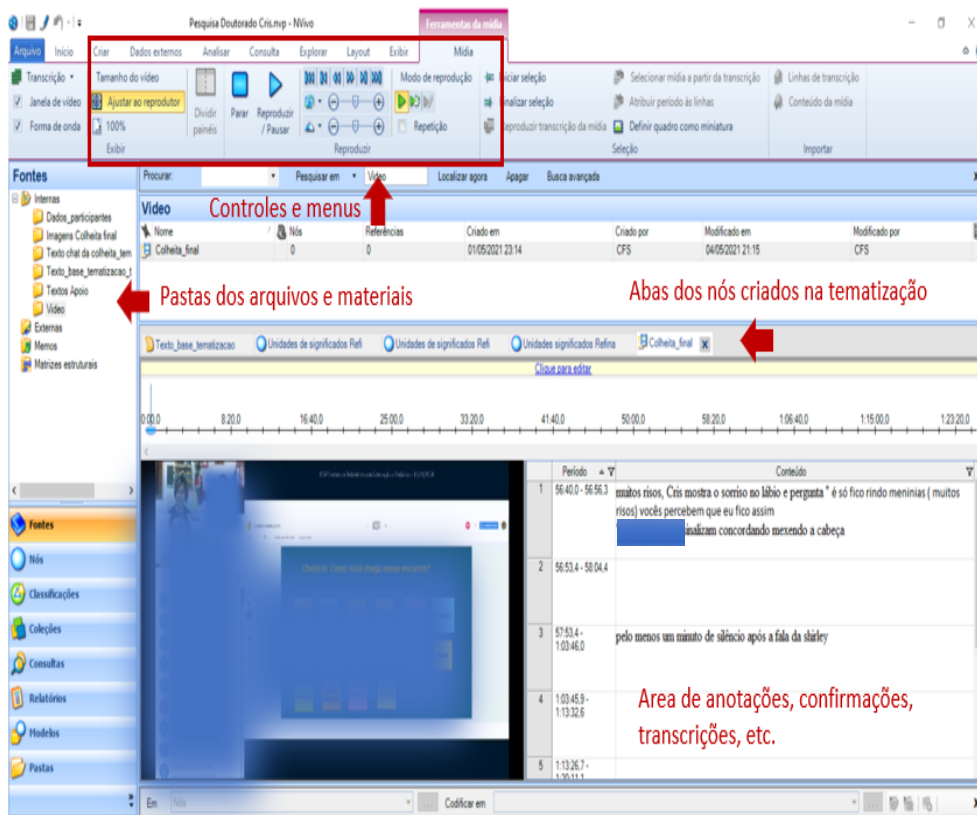 Pesquisa Doutorado Cris.nvp - NVivo
Ferramentas da mídia
Arquivo Início Criar Dados externos Analisar Consulta Explorar Layout Exibir Mídia
Transcrição Tamanho do vídeo Modo de reprodução Iniciar seleção Selecionar mídia a partir da transcrição Linhas de transcrição
Janela de vídeo Ajustar ao reprodutor Finalizar seleção Atribuir período às linhas Conteúdo da mídia
Forma de onda 100% Dividir painéis Parar Reproduzir / Pausar Repetição Reproduzir transcrição da mídia Definir quadro como miniatura
Exibir Reproduzir Seleção Importar
Fontes
Procurar: Pesquisar em Video Localizar agora Apagar Busca avançada
Internas
Dados_participantes
Imagens Colheita final
Texto chat da colheita_tem
Texto_base_tematizacao_t
Textos Apoio
Video
Externas
Memos
Matrizes estruturais
Video
Controles e menus
Nome Nós Referências Criado em Criado por Modificado em Modificado por
Colheita_final 0 0 01/05/2021 23:14 CFS 04/05/2021 21:15 CFS
Pastas dos arquivos e materiais
Abas dos nós criados na tematização
Texto_base_tematizacao Unidades de significados Refi Unidades de significados Refi Unidades significados Refina Colheita_final
Clique para editar
0:00,0 8:20,0 16:40,0 25:00,0 33:20,0 41:40,0 50:00,0 58:20,0 1:06:40,0 1:15:00,0 1:23:20,0
Check in: Como você chega nesse encontro?
Período Conteúdo
1 56:40,0 - 56:56,3 muitos risos, Cris mostra o sorriso no lábio e pergunta " é só fico rindo meninias ( muitos
risos) vocês percebem que eu fico assim
inalizam concordando mexendo a cabeça
2 56:53,4 - 58:04,4
3 57:53,4 - 1:03:46,0 pelo menos um minuto de silêncio após a fala da shirley
4 1:03:45,9 - 1:13:32,6
5 1:13:26,7 -
Area de anotações, confirmações,
transcrições, etc.
Fontes
Nós
Classificações
Coleções
Consultas
Relatórios
Modelos
Pastas
Em Nós Codificar em